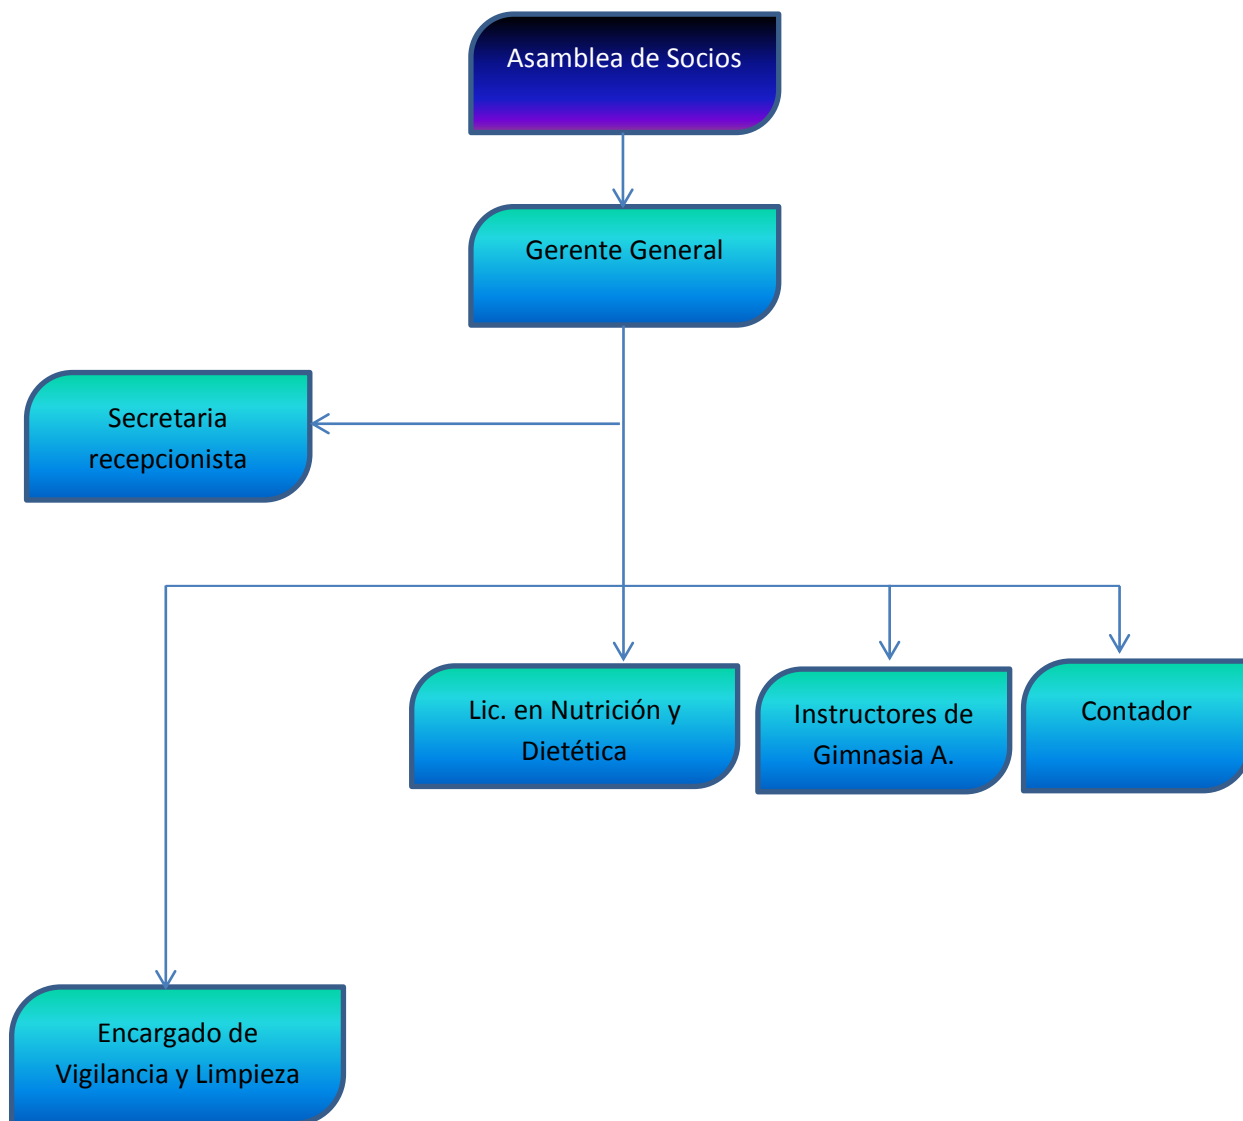 Asamblea de Socios
Gerente General
Secretaria
recepcionista
Lic. en Nutrición y
Dietética
Instructores de
Gimnasia A.
Contador
Encargado de
Vigilancia y Limpieza